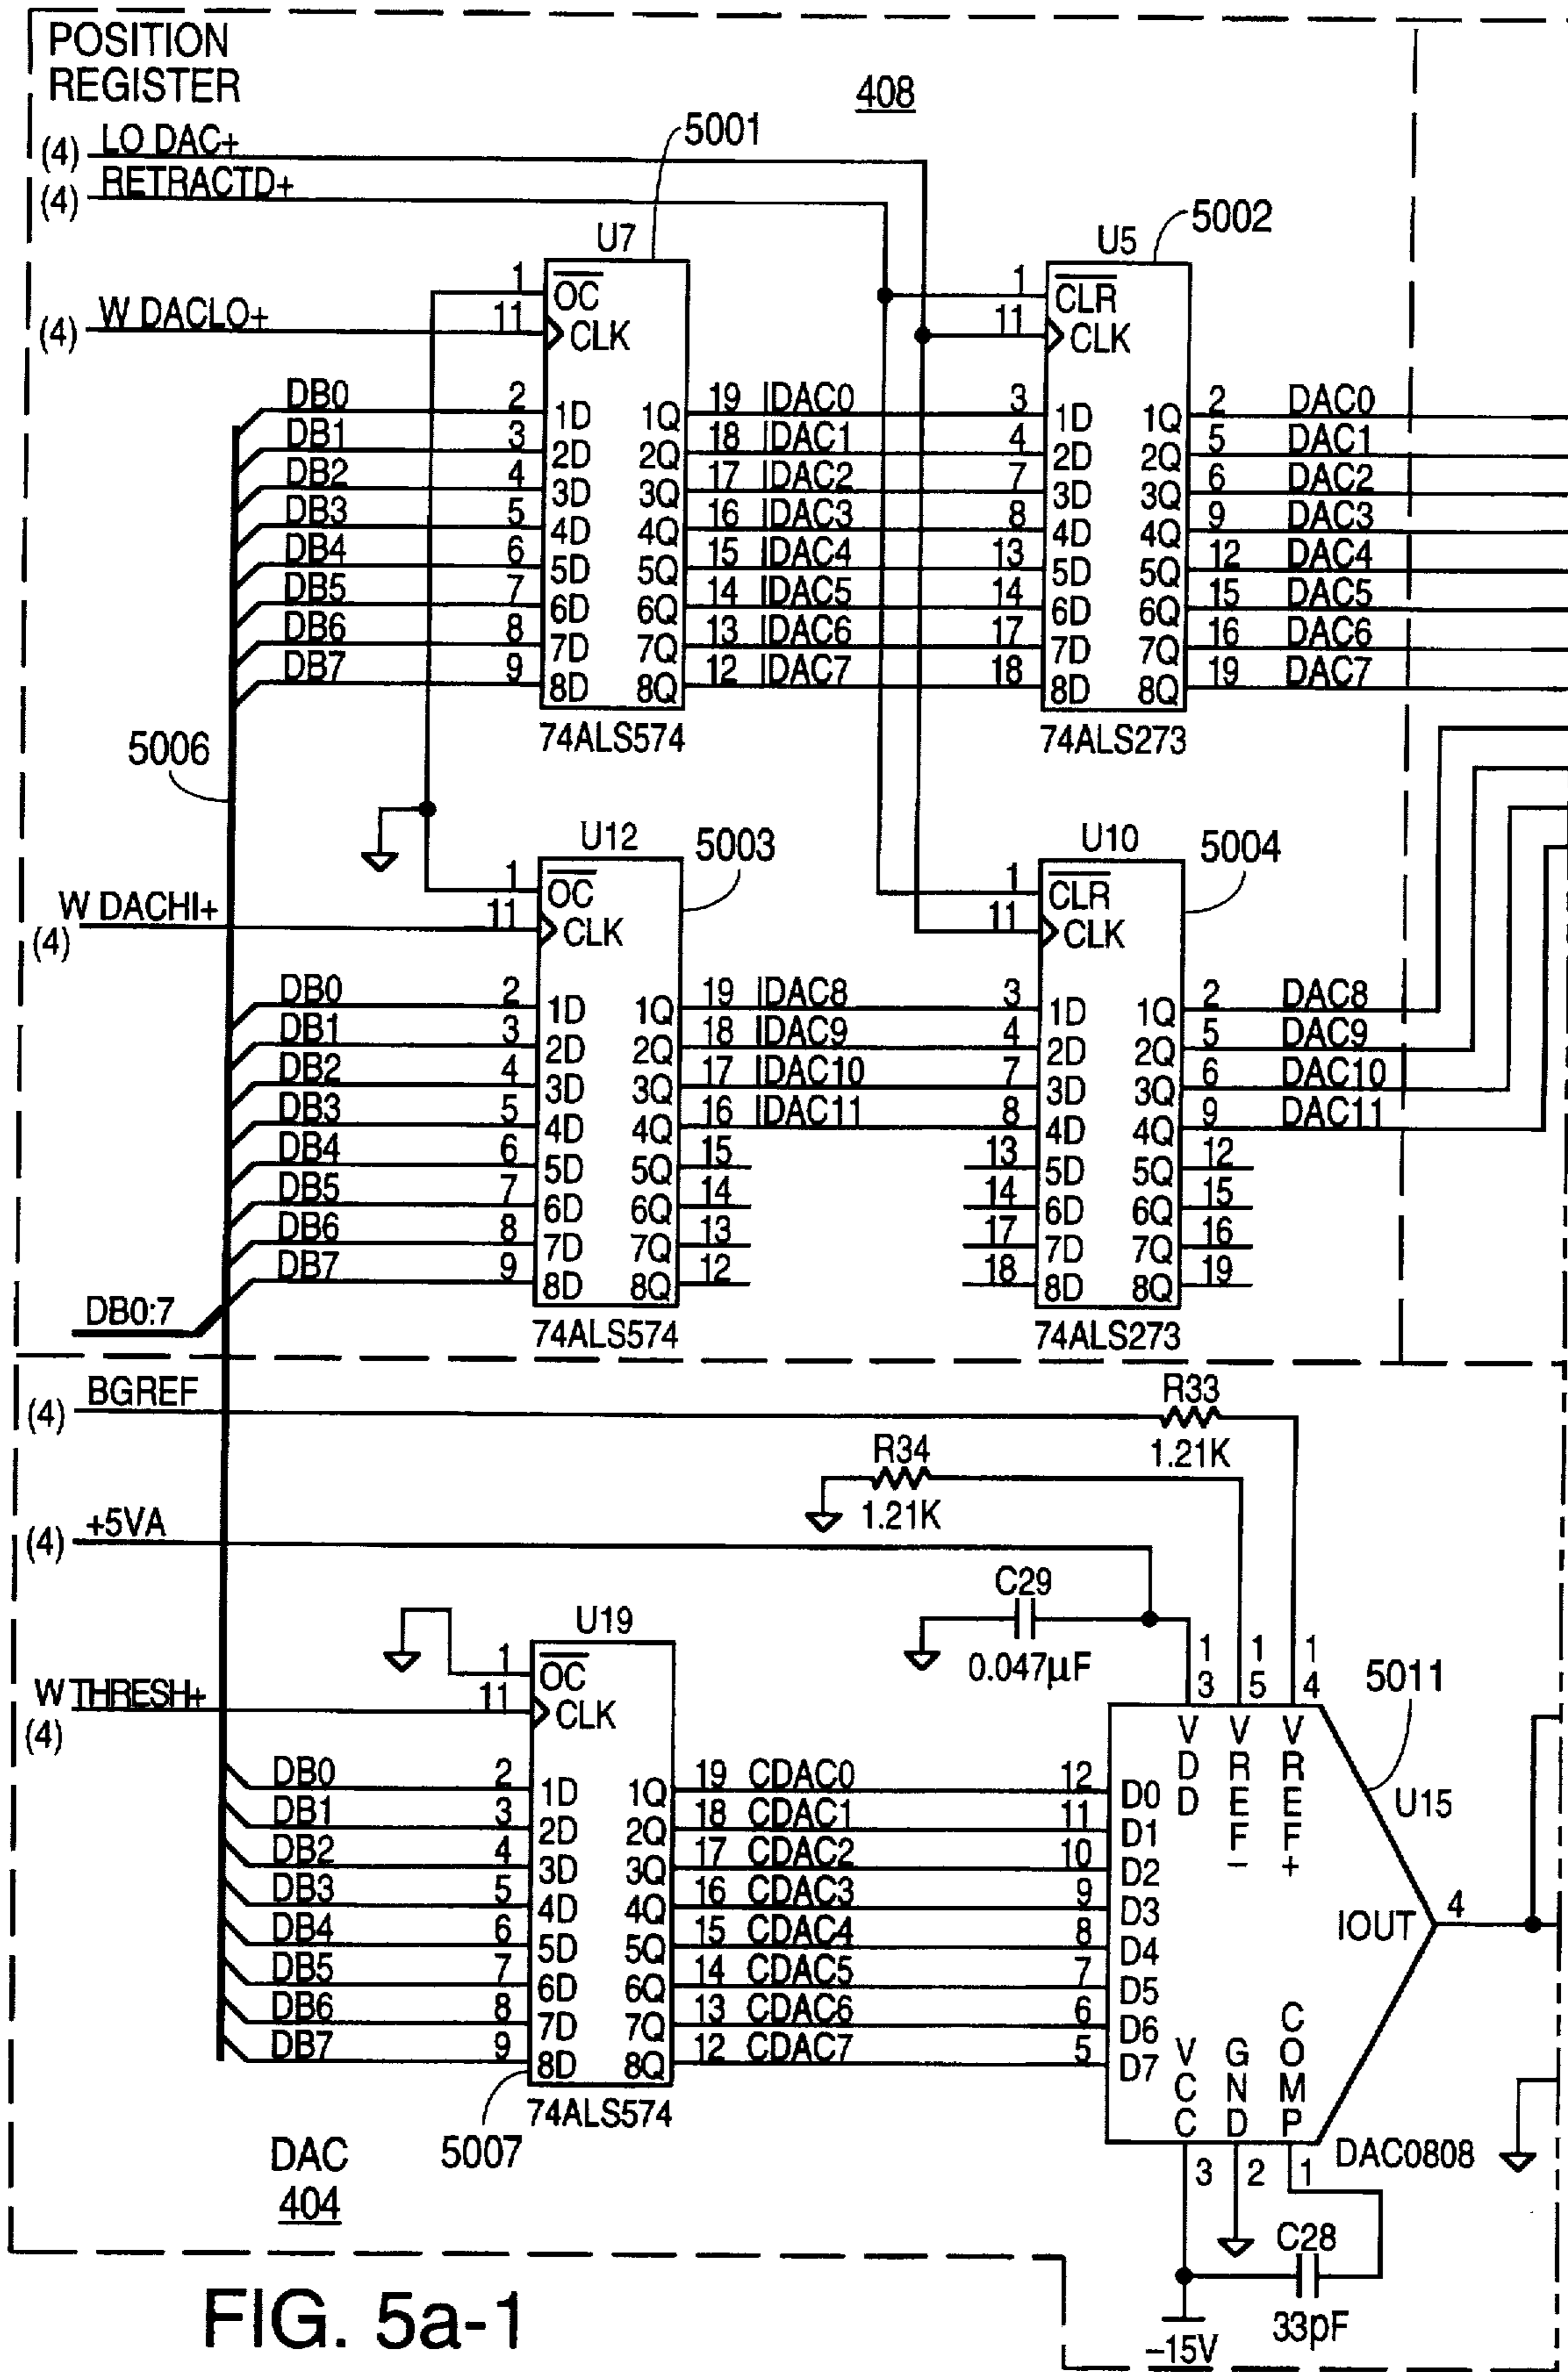 POSITION
REGISTER
408
(4) LO DAC+
(4) RETRACTD+
5001
5002
U7
U5
1 OC
1 CLR
(4) W DACLO+
11 CLK
11 CLK
DB0 2 1D 1Q 19 IDAC0 3 1D 1Q 2 DAC0
DB1 3 2D 2Q 18 IDAC1 4 2D 2Q 5 DAC1
DB2 4 3D 3Q 17 IDAC2 7 3D 3Q 6 DAC2
DB3 5 4D 4Q 16 IDAC3 8 4D 4Q 9 DAC3
DB4 6 5D 5Q 15 IDAC4 13 5D 5Q 12 DAC4
DB5 7 6D 6Q 14 IDAC5 14 6D 6Q 15 DAC5
DB6 8 7D 7Q 13 IDAC6 17 7D 7Q 16 DAC6
DB7 9 8D 8Q 12 IDAC7 18 8D 8Q 19 DAC7
74ALS574
74ALS273
5006
U12
5003
U10
5004
1 OC
1 CLR
(4) W DACHI+
11 CLK
11 CLK
DB0 2 1D 1Q 19 IDAC8 3 1D 1Q 2 DAC8
DB1 3 2D 2Q 18 IDAC9 4 2D 2Q 5 DAC9
DB2 4 3D 3Q 17 IDAC10 7 3D 3Q 6 DAC10
DB3 5 4D 4Q 16 IDAC11 8 4D 4Q 9 DAC11
DB4 6 5D 5Q 15 13 5D 5Q 12
DB5 7 6D 6Q 14 14 6D 6Q 15
DB6 8 7D 7Q 13 17 7D 7Q 16
DB7 9 8D 8Q 12 18 8D 8Q 19
DB0:7
74ALS574
74ALS273
(4) BGREF
R33
1.21K
R34
1.21K
(4) +5VA
C29
0.047µF
U19
1 OC
(4) W THRESH+
11 CLK
13 15 14
5011
VDD VREF- VREF+
U15
DB0 2 1D 1Q 19 CDAC0 12 D0
DB1 3 2D 2Q 18 CDAC1 11 D1
DB2 4 3D 3Q 17 CDAC2 10 D2
DB3 5 4D 4Q 16 CDAC3 9 D3
DB4 6 5D 5Q 15 CDAC4 8 D4
DB5 7 6D 6Q 14 CDAC5 7 D5
DB6 8 7D 7Q 13 CDAC6 6 D6
DB7 9 8D 8Q 12 CDAC7 5 D7
IOUT 4
VCC GND COMP
74ALS574
5007
DAC0808
3 2 1
DAC
404
C28
33pF
−15V
FIG. 5a-1